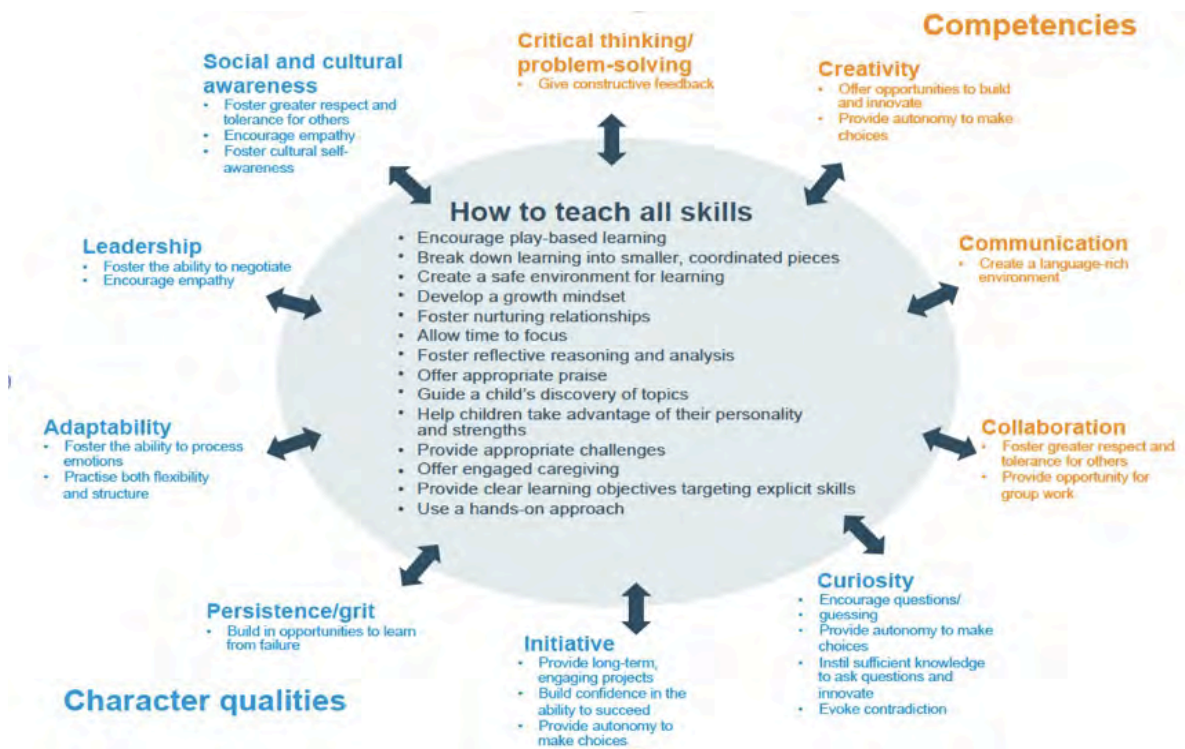 Competencies
Critical thinking/
problem-solving
• Give constructive feedback
Creativity
• Offer opportunities to build
and innovate
• Provide autonomy to make
choices
Social and cultural
awareness
• Foster greater respect and
tolerance for others
• Encourage empathy
• Foster cultural self-
awareness
Communication
• Create a language-rich
environment
Leadership
• Foster the ability to negotiate
• Encourage empathy
How to teach all skills
• Encourage play-based learning
• Break down learning into smaller, coordinated pieces
• Create a safe environment for learning
• Develop a growth mindset
• Foster nurturing relationships
• Allow time to focus
• Foster reflective reasoning and analysis
• Offer appropriate praise
• Guide a child's discovery of topics
• Help children take advantage of their personality
and strengths
• Provide appropriate challenges
• Offer engaged caregiving
• Provide clear learning objectives targeting explicit skills
• Use a hands-on approach
Collaboration
• Foster greater respect and
tolerance for others
• Provide opportunity for
group work
Adaptability
• Foster the ability to process
emotions
• Practise both flexibility
and structure
Persistence/grit
• Build in opportunities to learn
from failure
Initiative
• Provide long-term,
engaging projects
• Build confidence in the
ability to succeed
• Provide autonomy to
make choices
Curiosity
• Encourage questions/
• guessing
• Provide autonomy to make
choices
• Instil sufficient knowledge
to ask questions and
innovate
• Evoke contradiction
Character qualities